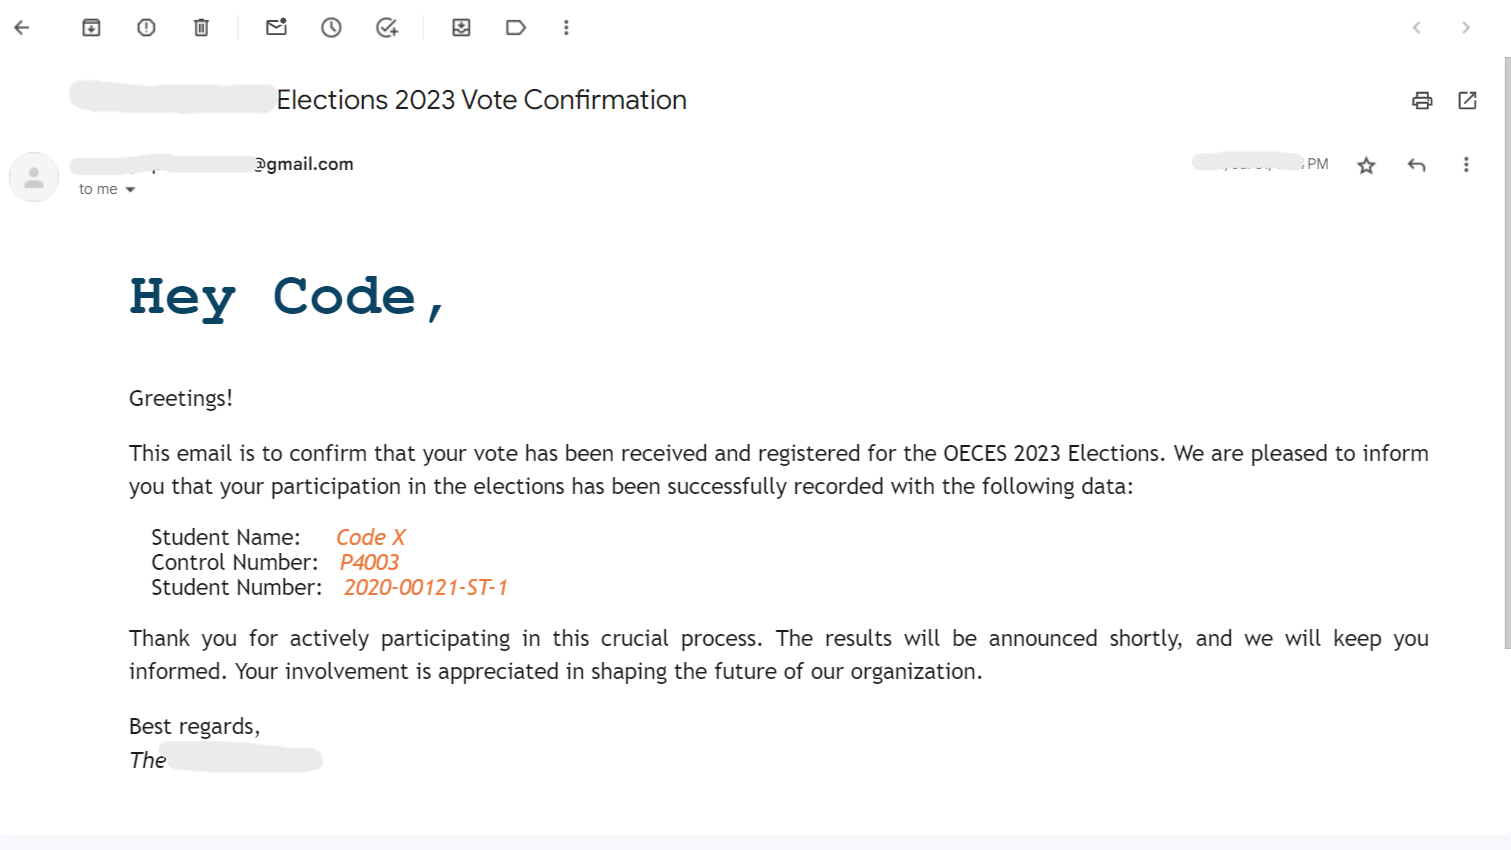 Elections 2023 Vote Confirmation
@gmail.com
PM
to me
Hey Code,
Greetings!
This email is to confirm that your vote has been received and registered for the OECES 2023 Elections. We are pleased to inform
you that your participation in the elections has been successfully recorded with the following data:
Student Name: Code X
Control Number: P4003
Student Number: 2020-00121-ST-1
Thank you for actively participating in this crucial process. The results will be announced shortly, and we will keep you
informed. Your involvement is appreciated in shaping the future of our organization.
Best regards,
The